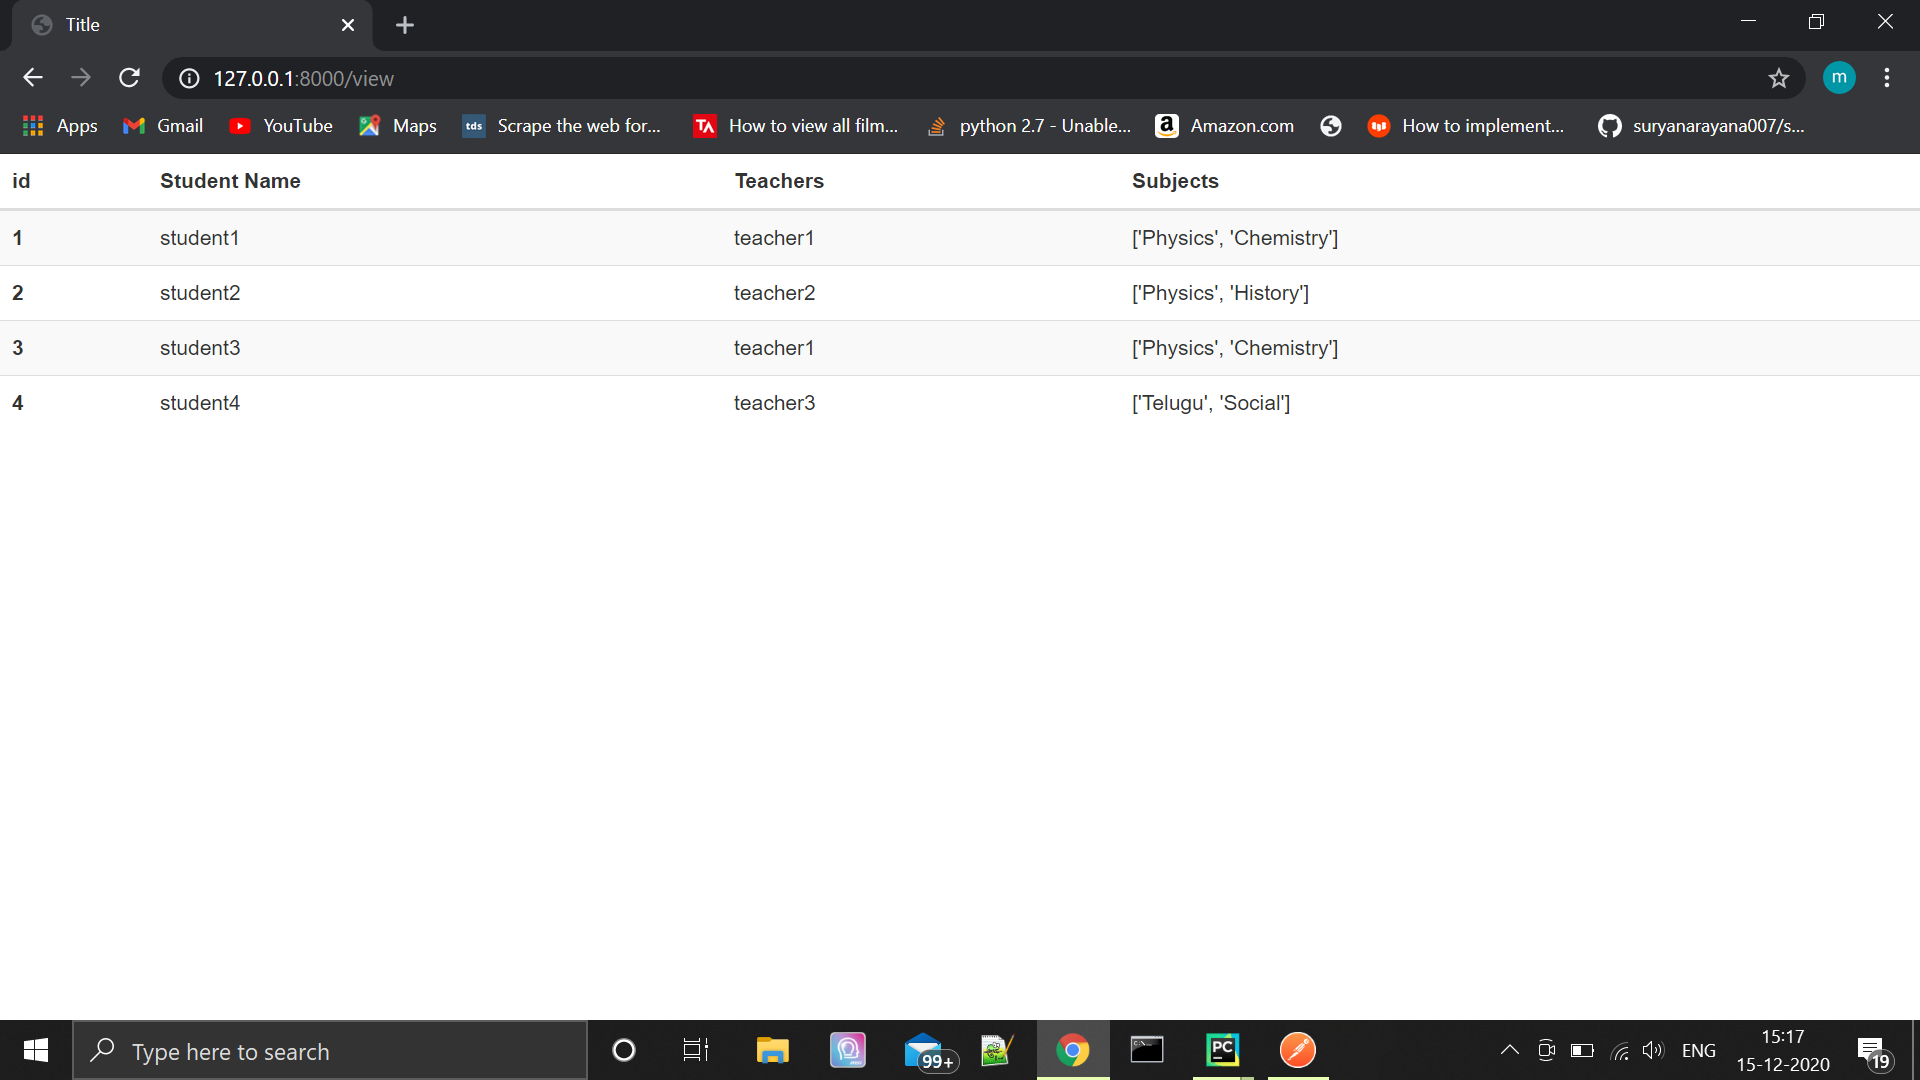 Title
127.0.0.1:8000/view
Apps Gmail YouTube Maps tds Scrape the web for... TA How to view all film... python 2.7 - Unable... a Amazon.com How to implement... suryanarayana007/s...
m
id Student Name Teachers Subjects
1 student1 teacher1 ['Physics', 'Chemistry']
2 student2 teacher2 ['Physics', 'History']
3 student3 teacher1 ['Physics', 'Chemistry']
4 student4 teacher3 ['Telugu', 'Social']
Type here to search 99+ PC ENG 15:17
15-12-2020 19